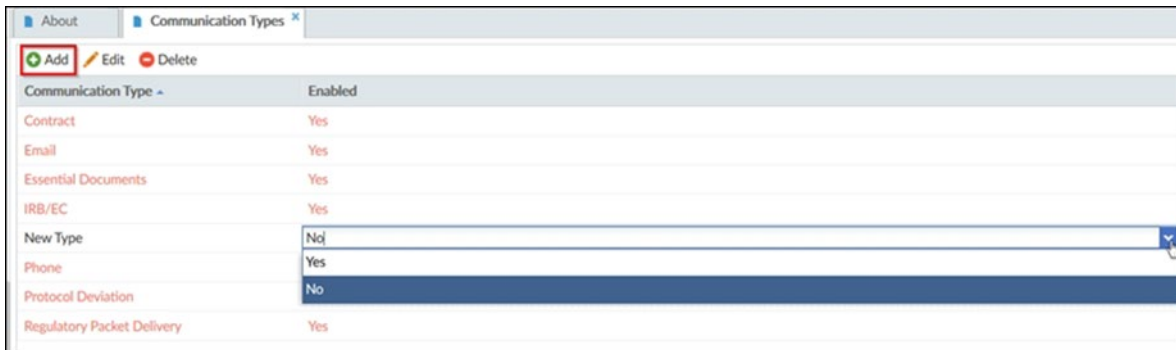 About Communication Types
Add Edit Delete
Communication Type Enabled
Contract Yes
Email Yes
Essential Documents Yes
IRB/EC Yes
New Type No
Phone Yes
Protocol Deviation No
Regulatory Packet Delivery Yes